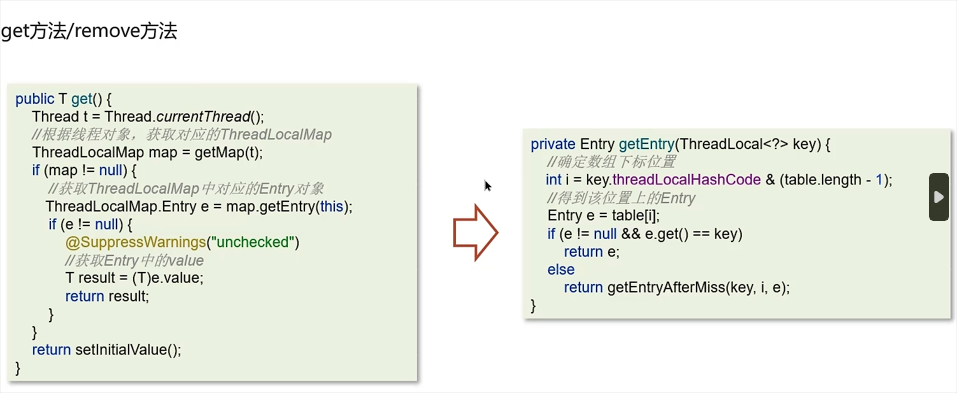 get方法/remove方法
public T get() {
Thread t = Thread.currentThread();
//根据线程对象，获取对应的ThreadLocalMap
ThreadLocalMap map = getMap(t);
if (map != null) {
//获取ThreadLocalMap中对应的Entry对象
ThreadLocalMap.Entry e = map.getEntry(this);
if (e != null) {
@SuppressWarnings("unchecked")
//获取Entry中的value
T result = (T)e.value;
return result;
}
}
return setInitialValue();
}
private Entry getEntry(ThreadLocal<?> key) {
//确定数组下标位置
int i = key.threadLocalHashCode & (table.length - 1);
//得到该位置上的Entry
Entry e = table[i];
if (e != null && e.get() == key)
return e;
else
return getEntryAfterMiss(key, i, e);
}